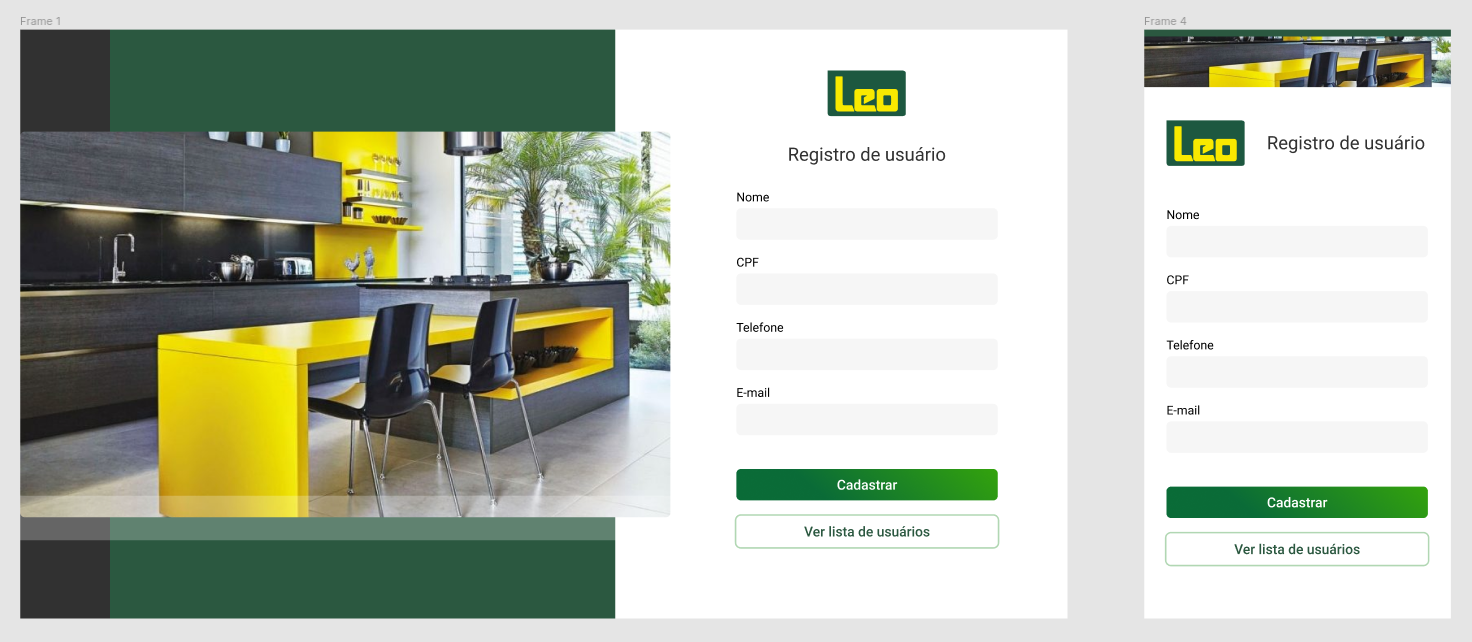 Frame 1
Leo
Registro de usuário
Nome
CPF
Telefone
E-mail
Cadastrar
Ver lista de usuários
Frame 4
Leo
Registro de usuário
Nome
CPF
Telefone
E-mail
Cadastrar
Ver lista de usuários